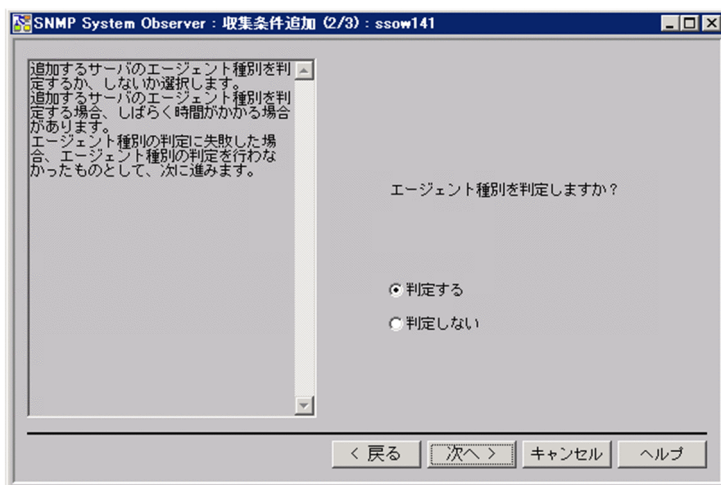 SNMP System Observer : 収集条件追加 (2/3) : ssow141
追加するサーバのエージェント種別を判
定するか、しないか選択します。
追加するサーバのエージェント種別を判
定する場合、しばらく時間がかかる場合
があります。
エージェント種別の判定に失敗した場
合、エージェント種別の判定を行わな
かったものとして、次に進みます。
エージェント種別を判定しますか？
判定する
判定しない
< 戻る
次へ >
キャンセル
ヘルプ